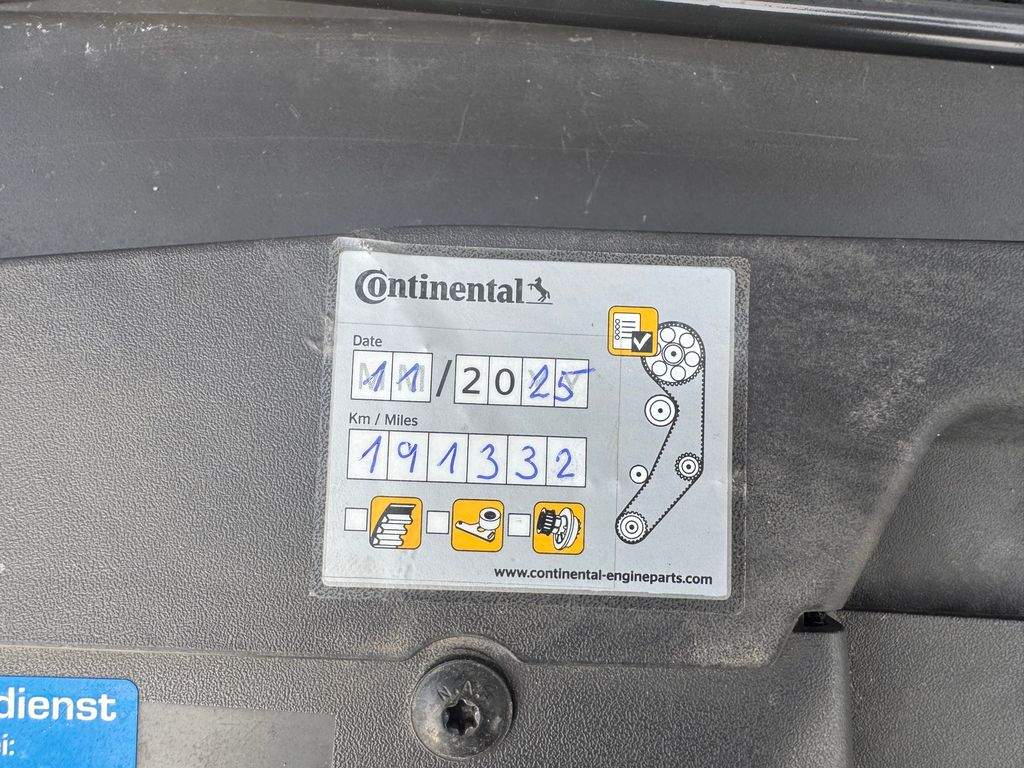 Continental
Date
11/2025
Km / Miles
191332
www.continental-engineparts.com
dienst